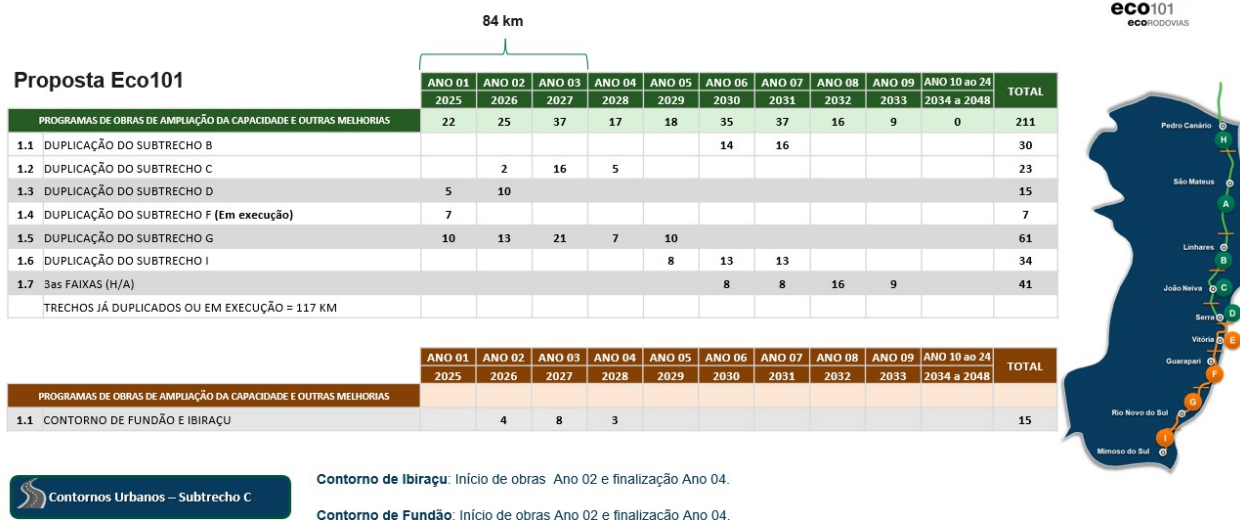 84 km
eco101
ecoRODOVIAS
Proposta Eco101
ANO 01 ANO 02 ANO 03 ANO 04 ANO 05 ANO 06 ANO 07 ANO 08 ANO 09 ANO 10 ao 24 TOTAL
2025 2026 2027 2028 2029 2030 2031 2032 2033 2034 a 2048
PROGRAMAS DE OBRAS DE AMPLIAÇÃO DA CAPACIDADE E OUTRAS MELHORIAS 22 25 37 17 18 35 37 16 9 0 211
1.1 DUPLICAÇÃO DO SUBTRECHO B 14 16 30
1.2 DUPLICAÇÃO DO SUBTRECHO C 2 16 5 23
1.3 DUPLICAÇÃO DO SUBTRECHO D 5 10 15
1.4 DUPLICAÇÃO DO SUBTRECHO F (Em execução) 7 7
1.5 DUPLICAÇÃO DO SUBTRECHO G 10 13 21 7 10 61
1.6 DUPLICAÇÃO DO SUBTRECHO I 8 13 13 34
1.7 3as FAIXAS (H/A) 8 8 16 9 41
TRECHOS JÁ DUPLICADOS OU EM EXECUÇÃO = 117 KM
ANO 01 ANO 02 ANO 03 ANO 04 ANO 05 ANO 06 ANO 07 ANO 08 ANO 09 ANO 10 ao 24 TOTAL
2025 2026 2027 2028 2029 2030 2031 2032 2033 2034 a 2048
PROGRAMAS DE OBRAS DE AMPLIAÇÃO DA CAPACIDADE E OUTRAS MELHORIAS
1.1 CONTORNO DE FUNDÃO E IBIRAÇU 4 8 3 15
Pedro Canário
H
São Mateus
A
Linhares
B
João Neiva C
Serra D
Vitória E
Guarapari
F
G
Rio Novo do Sul
I
Mimoso do Sul
Contornos Urbanos – Subtrecho C
Contorno de Ibiraçu: Início de obras Ano 02 e finalização Ano 04.
Contorno de Fundão: Início de obras Ano 02 e finalização Ano 04.